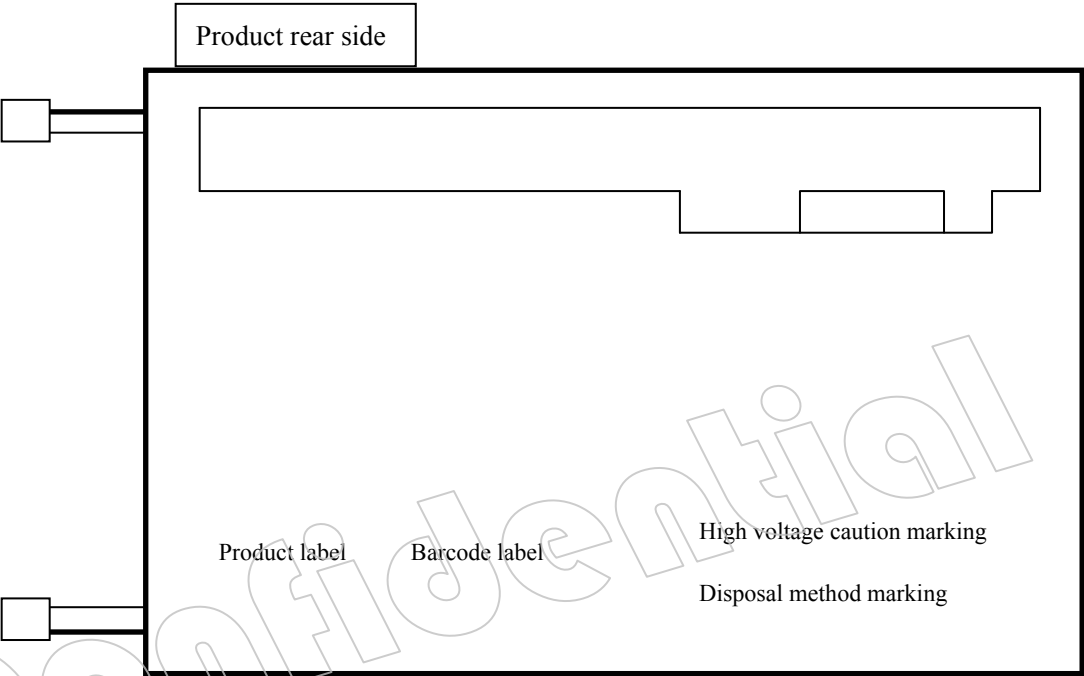 Product rear side
High voltage caution marking
Product label
Barcode label
Disposal method marking
Confidential